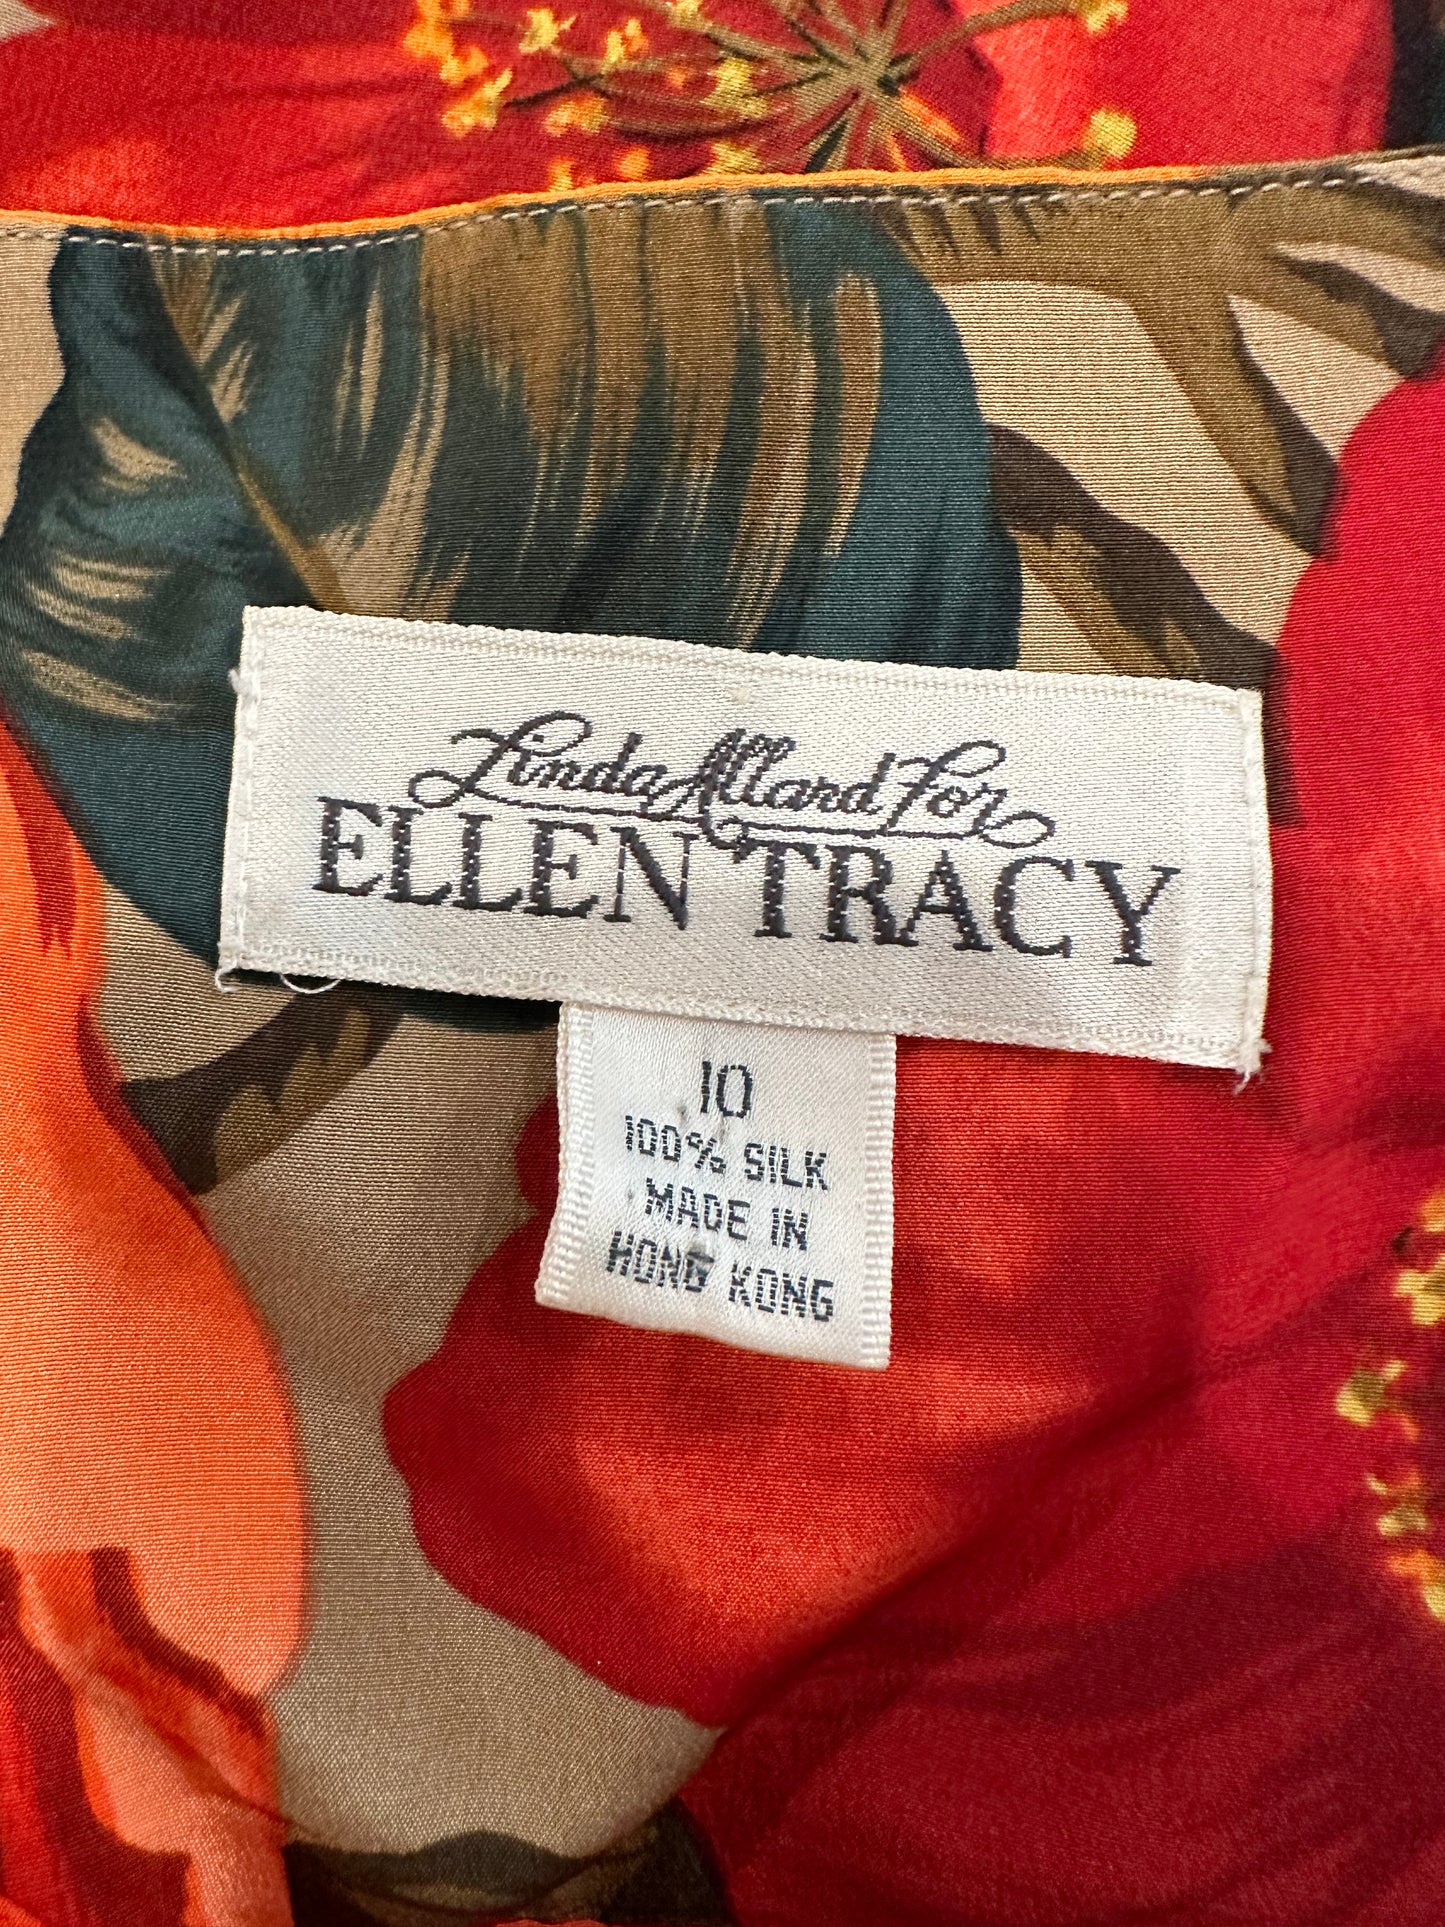 Linda Allard for
ELLEN TRACY
10
100% SILK
MADE IN
HONG KONG